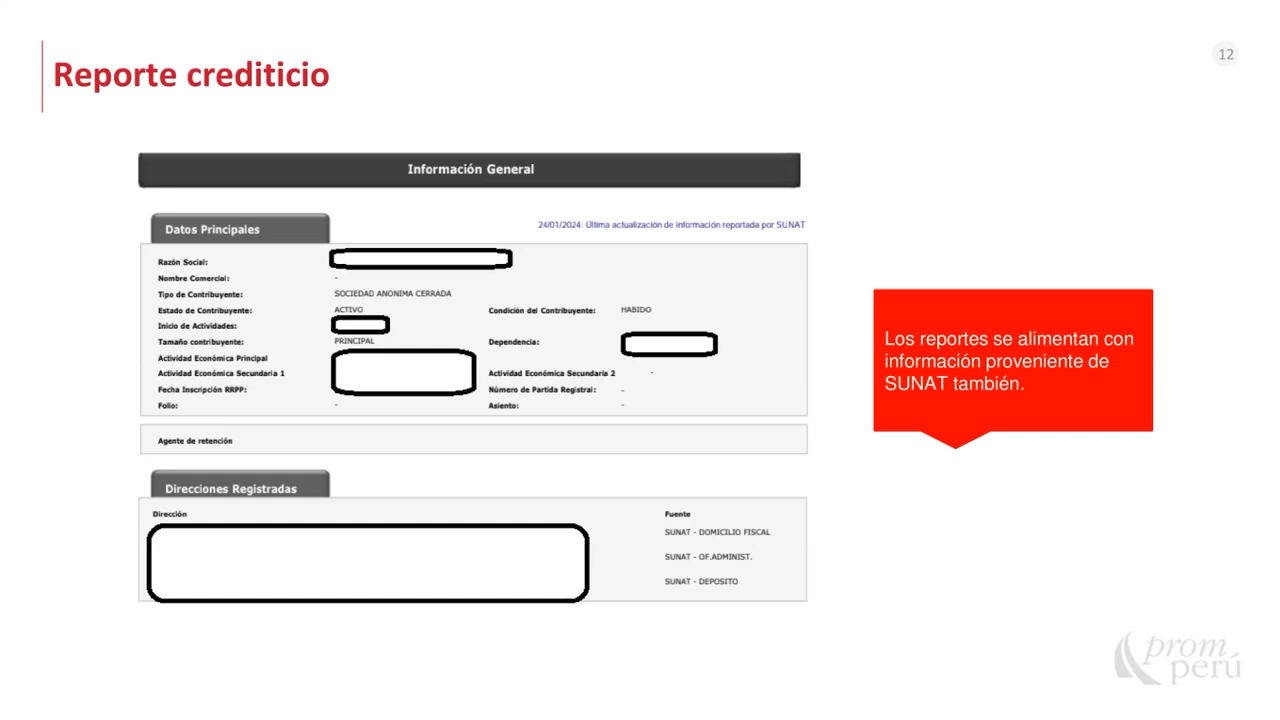 12
Reporte crediticio
Información General
Datos Principales
24/01/2024: Última actualización de información reportada por SUNAT
Razón Social:
Nombre Comercial: -
Tipo de Contribuyente: SOCIEDAD ANONIMA CERRADA
Estado de Contribuyente: ACTIVO Condición del Contribuyente: HABIDO
Inicio de Actividades:
Tamaño contribuyente: PRINCIPAL Dependencia:
Actividad Económica Principal
Actividad Económica Secundaria 1 Actividad Económica Secundaria 2 -
Fecha Inscripción RRPP: Número de Partida Registral: -
Folio: - Asiento: -
Agente de retención
Direcciones Registradas
Dirección Fuente
SUNAT - DOMICILIO FISCAL
SUNAT - OF.ADMINIST.
SUNAT - DEPOSITO
Los reportes se alimentan con
información proveniente de
SUNAT también.
prom
perú